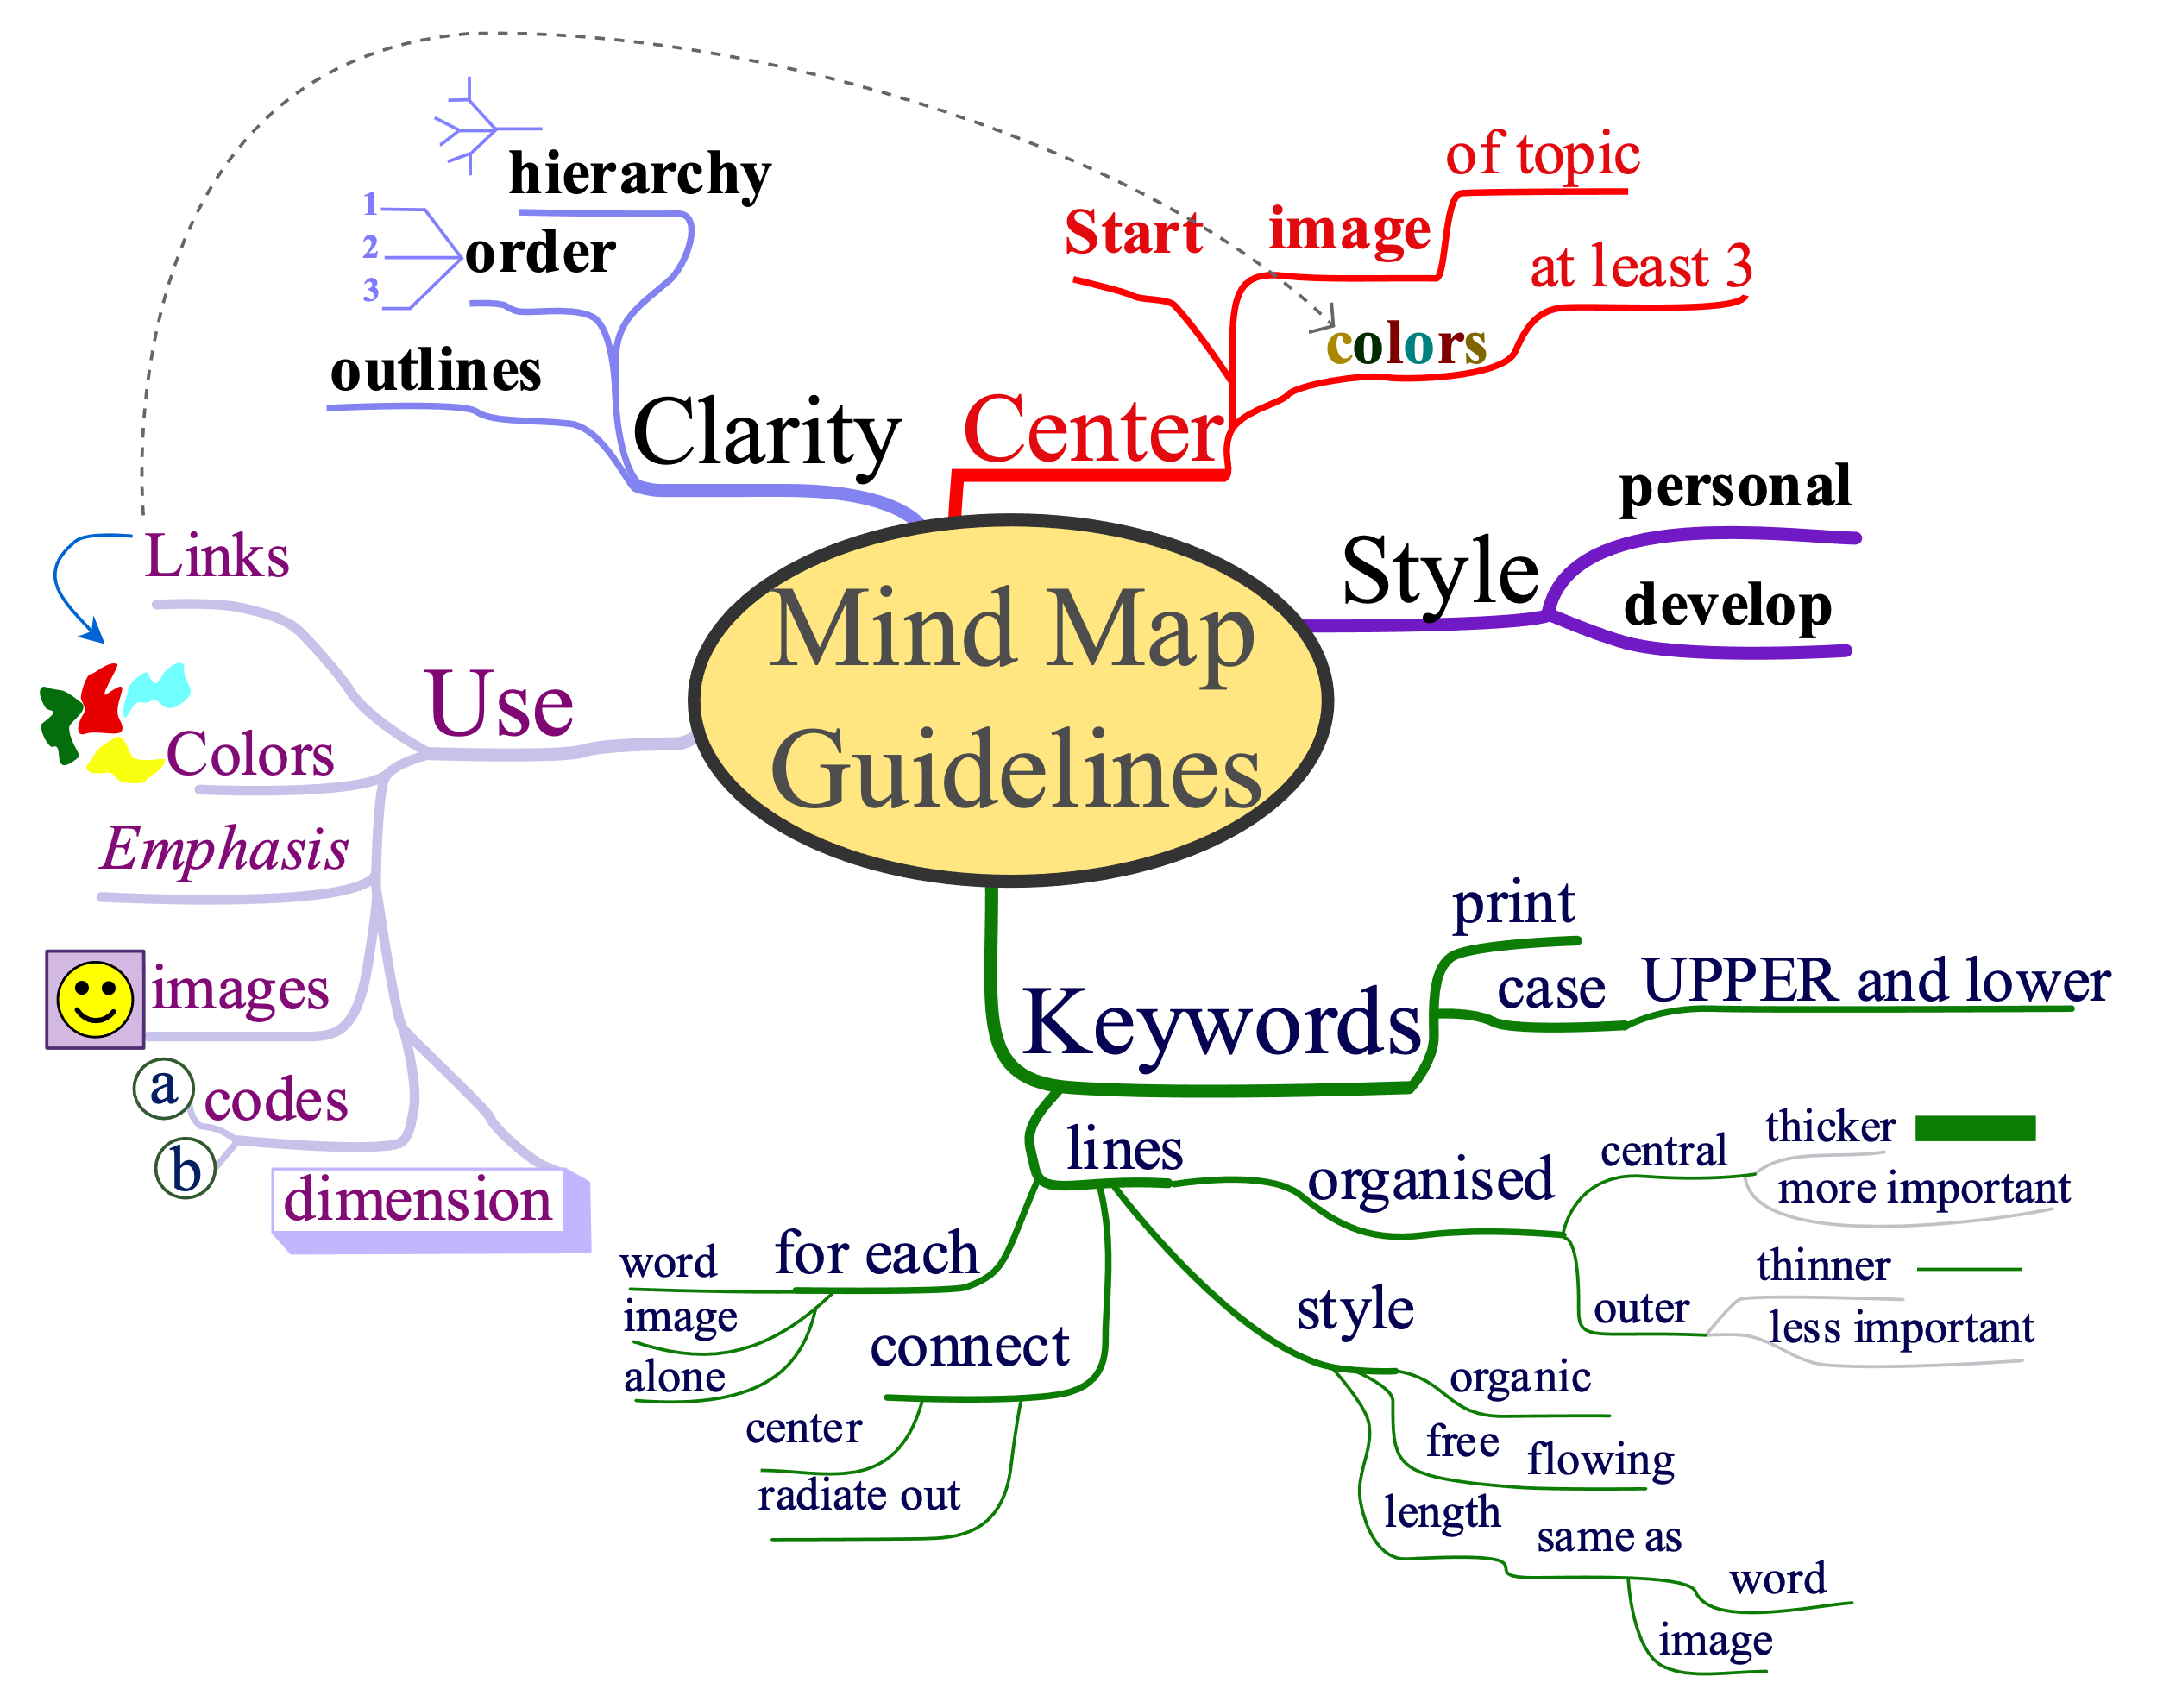 Mind Map
Guidelines
Center
Start
image
of topic
colors
at least 3
Style
personal
develop
Keywords
print
case
UPPER and lower
lines
organised
central
thicker
more important
outer
thinner
less important
style
organic
free flowing
length
same as
word
image
connect
center
radiate out
for each
word
image
alone
Use
Links
Colors
Emphasis
images
codes
a
b
dimension
Clarity
hierarchy
order
1
2
3
outlines